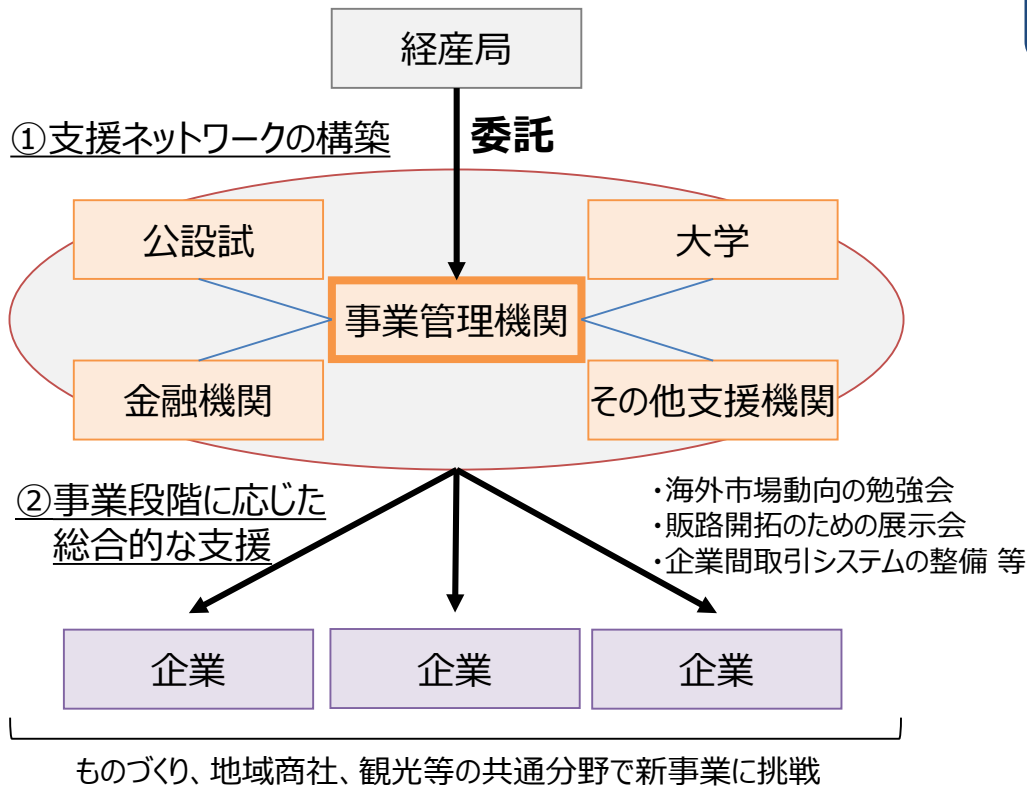 経産局
①支援ネットワークの構築
委託
公設試
大学
事業管理機関
金融機関
その他支援機関
②事業段階に応じた
総合的な支援
・海外市場動向の勉強会
・販路開拓のための展示会
・企業間取引システムの整備 等
企業
企業
企業
ものづくり、地域商社、観光等の共通分野で新事業に挑戦